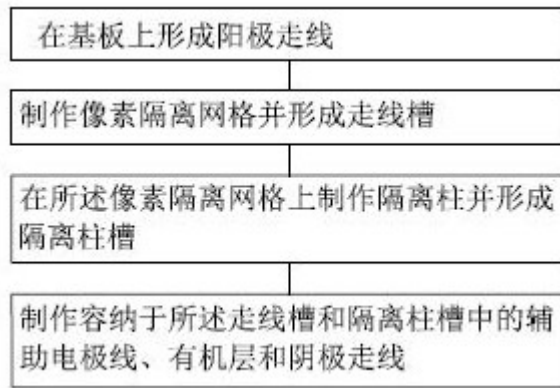 在基板上形成阳极走线
制作像素隔离网格并形成走线槽
在所述像素隔离网格上制作隔离柱并形成
隔离柱槽
制作容纳于所述走线槽和隔离柱槽中的辅
助电极线、有机层和阴极走线